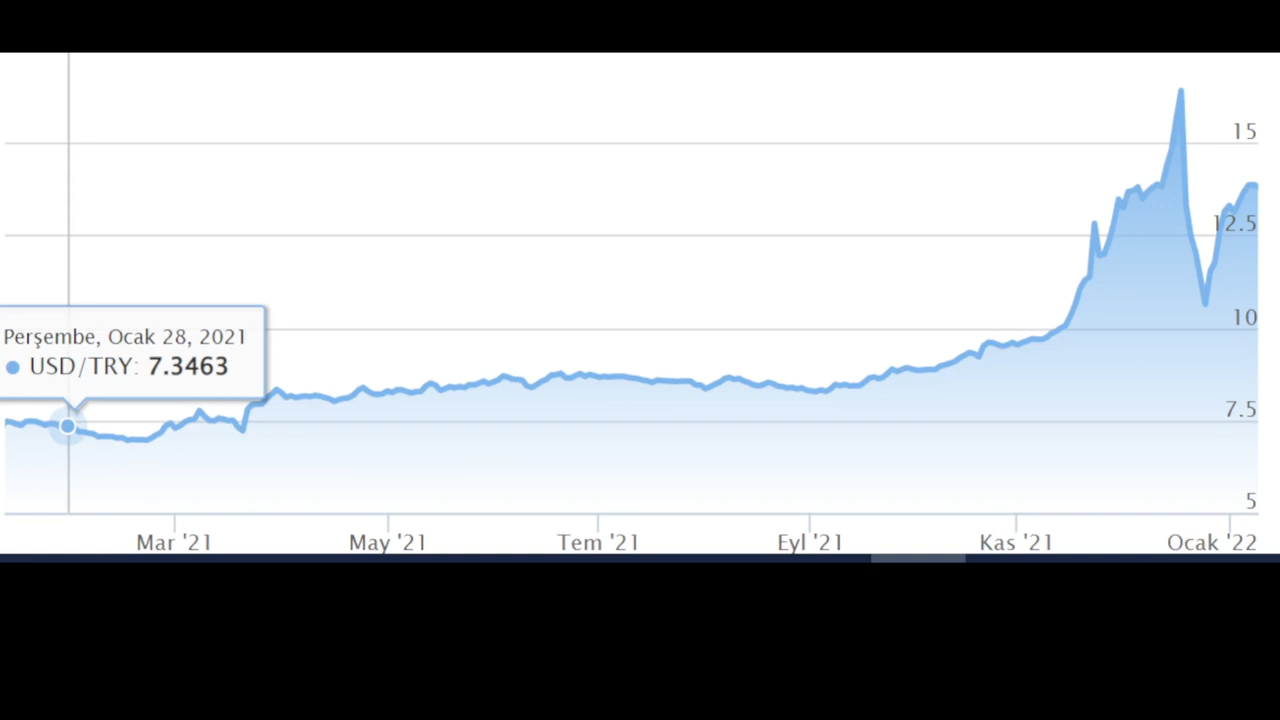 15
12.5
10
7.5
5
Perşembe, Ocak 28, 2021
USD/TRY: 7.3463
Mar '21 May '21 Tem '21 Eyl '21 Kas '21 Ocak '22